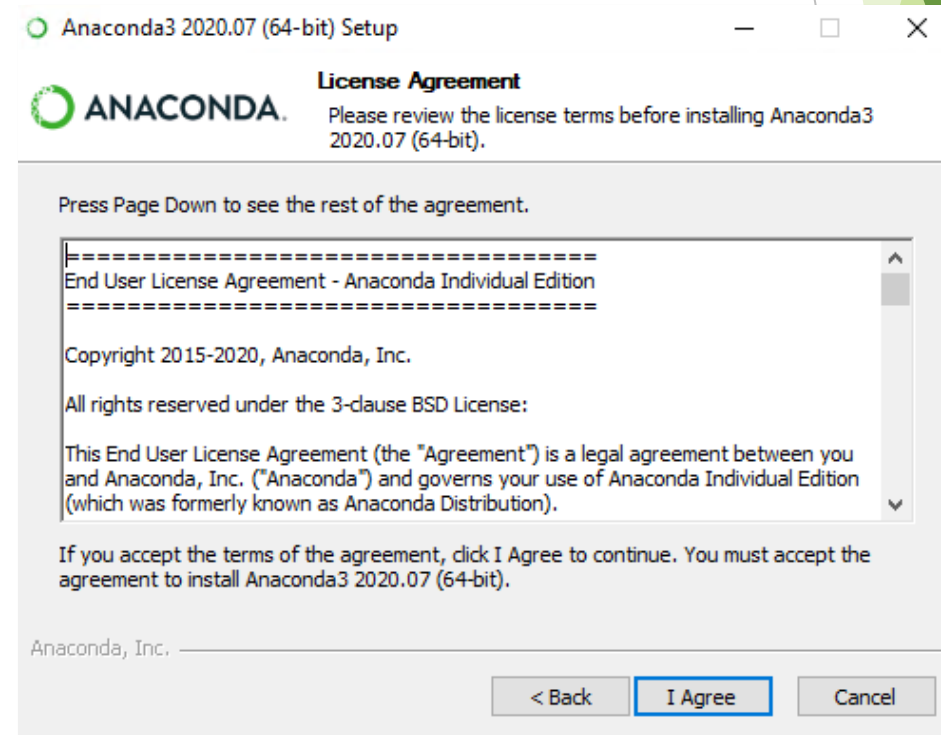 Anaconda3 2020.07 (64-bit) Setup
ANACONDA.
License Agreement
Please review the license terms before installing Anaconda3
2020.07 (64-bit).
Press Page Down to see the rest of the agreement.
===================================
End User License Agreement - Anaconda Individual Edition
===================================
Copyright 2015-2020, Anaconda, Inc.
All rights reserved under the 3-clause BSD License:
This End User License Agreement (the "Agreement") is a legal agreement between you
and Anaconda, Inc. ("Anaconda") and governs your use of Anaconda Individual Edition
(which was formerly known as Anaconda Distribution).
If you accept the terms of the agreement, click I Agree to continue. You must accept the
agreement to install Anaconda3 2020.07 (64-bit).
Anaconda, Inc.
< Back
I Agree
Cancel